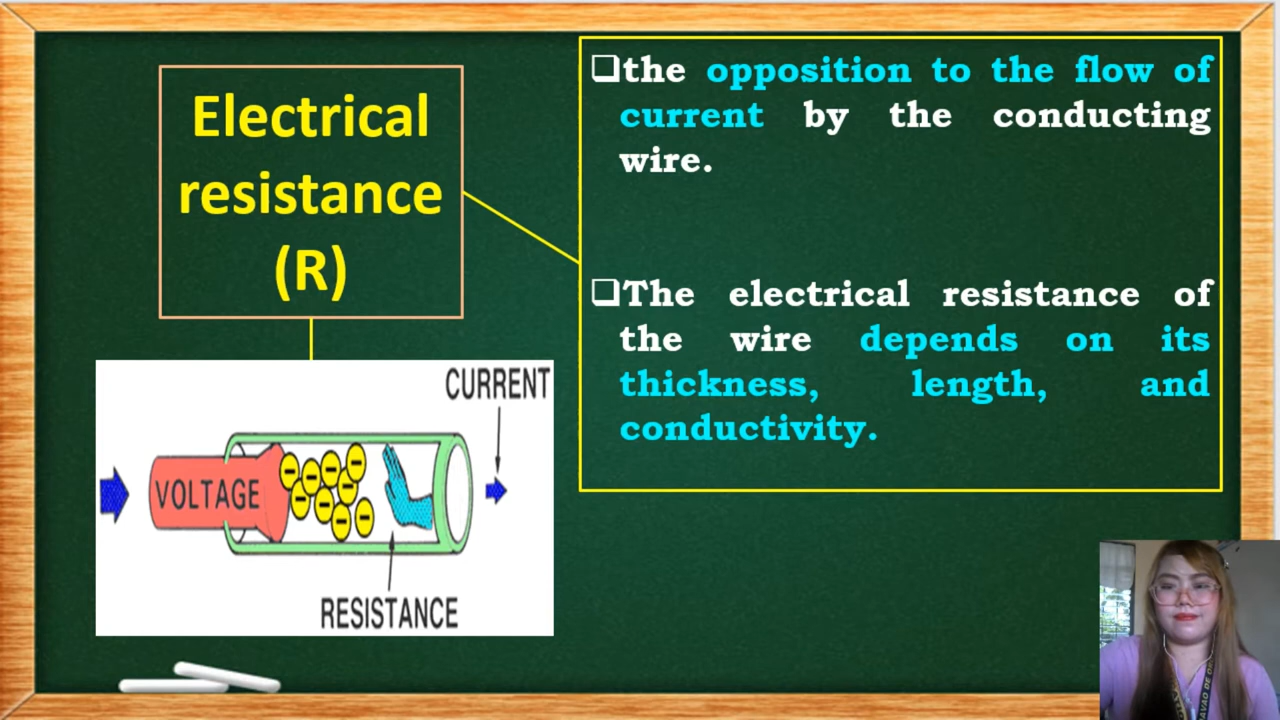 Electrical
resistance
(R)
❑the opposition to the flow of
current by the conducting
wire.
❑The electrical resistance of
the wire depends on its
thickness, length, and
conductivity.
CURRENT
VOLTAGE
RESISTANCE